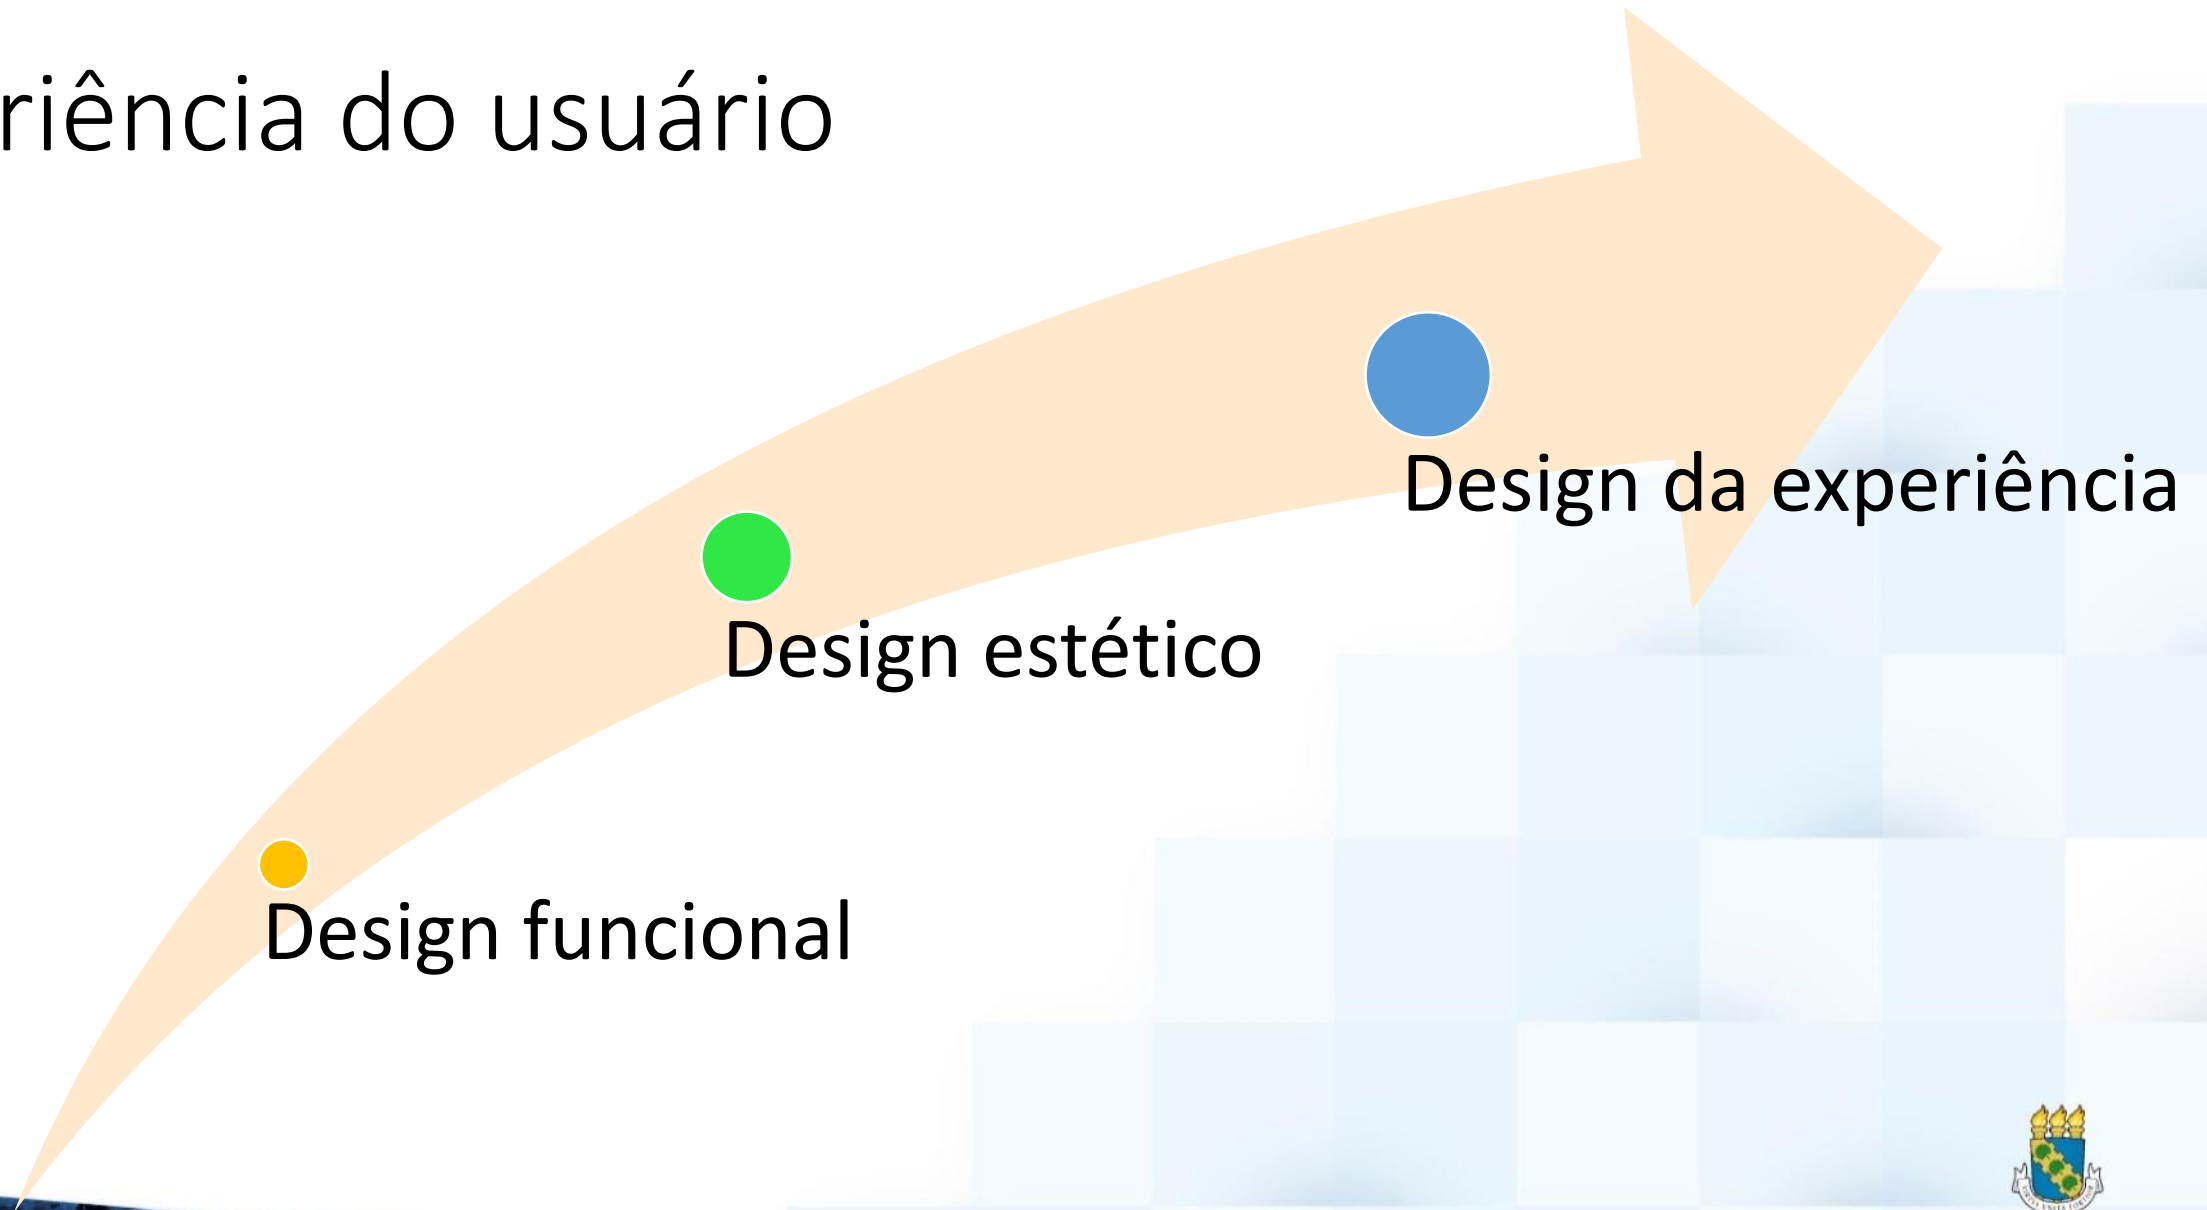 riência do usuário
Design da experiência
Design estético
Design funcional